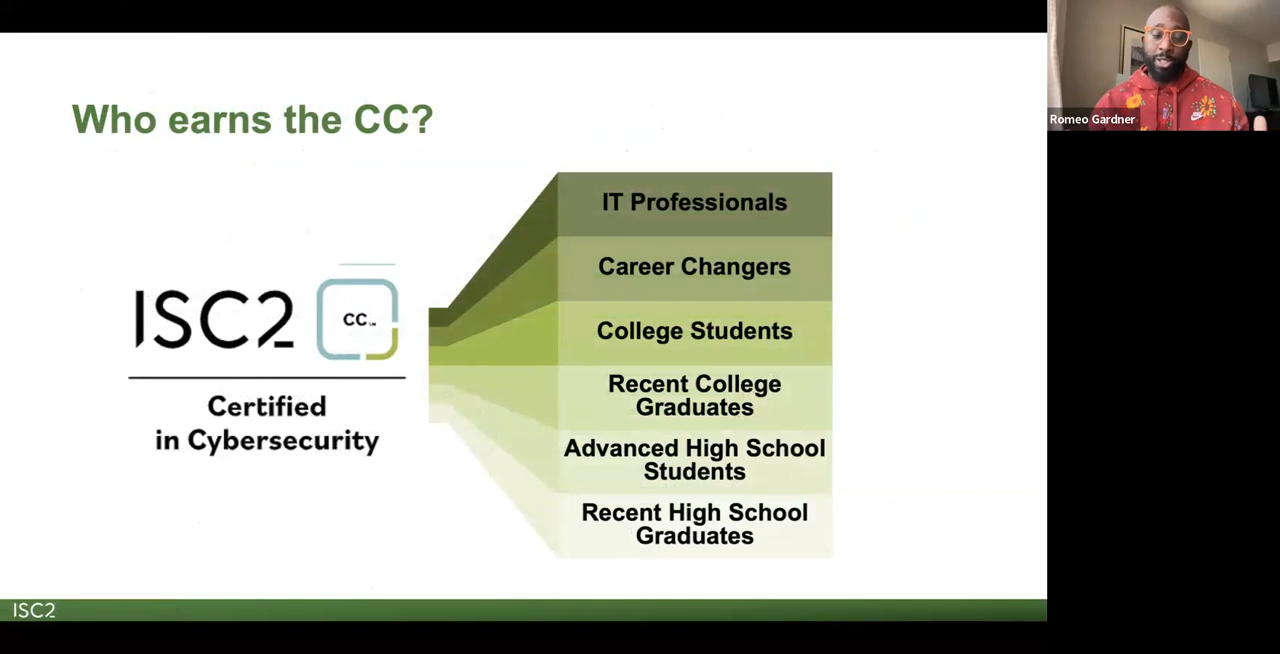 Who earns the CC?
Romeo Gardner
IT Professionals
Career Changers
College Students
Recent College
Graduates
Advanced High School
Students
Recent High School
Graduates
ISC2
CC℠
Certified
in Cybersecurity
ISC2